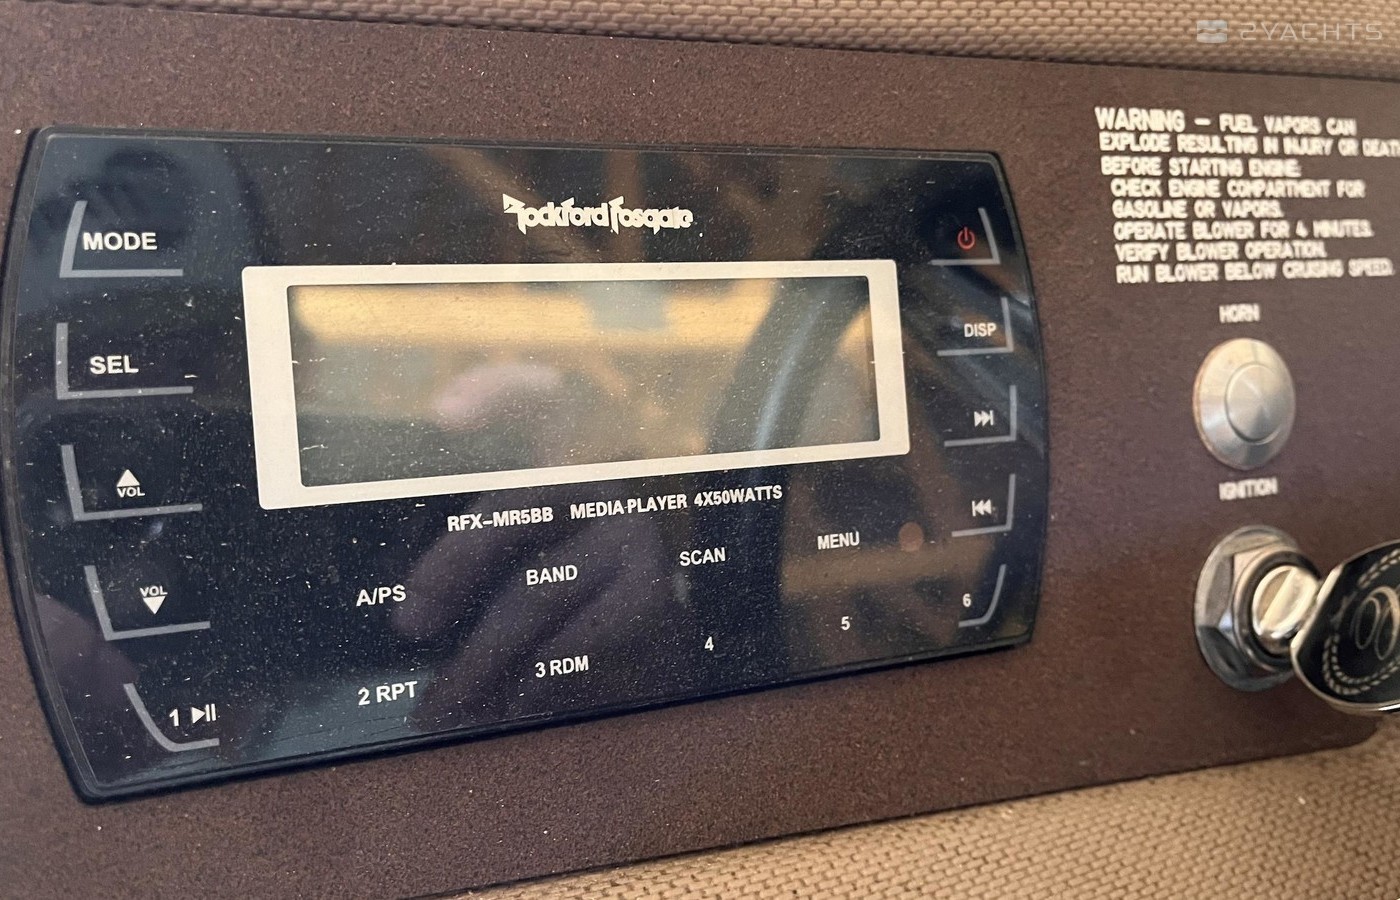 2YACHTS
WARNING - FUEL VAPORS CAN
EXPLODE RESULTING IN INJURY OR DEATH
BEFORE STARTING ENGINE:
CHECK ENGINE COMPARTMENT FOR
GASOLINE OR VAPORS.
OPERATE BLOWER FOR 4 MINUTES.
VERIFY BLOWER OPERATION.
RUN BLOWER BELOW CRUISING SPEED.
Rockford Fosgate
MODE
SEL
VOL
VOL
1
DISP
RFX-MR5BB MEDIA PLAYER 4X50WATTS
A/PS
BAND
SCAN
MENU
2 RPT
3 RDM
4
5
6
HORN
IGNITION